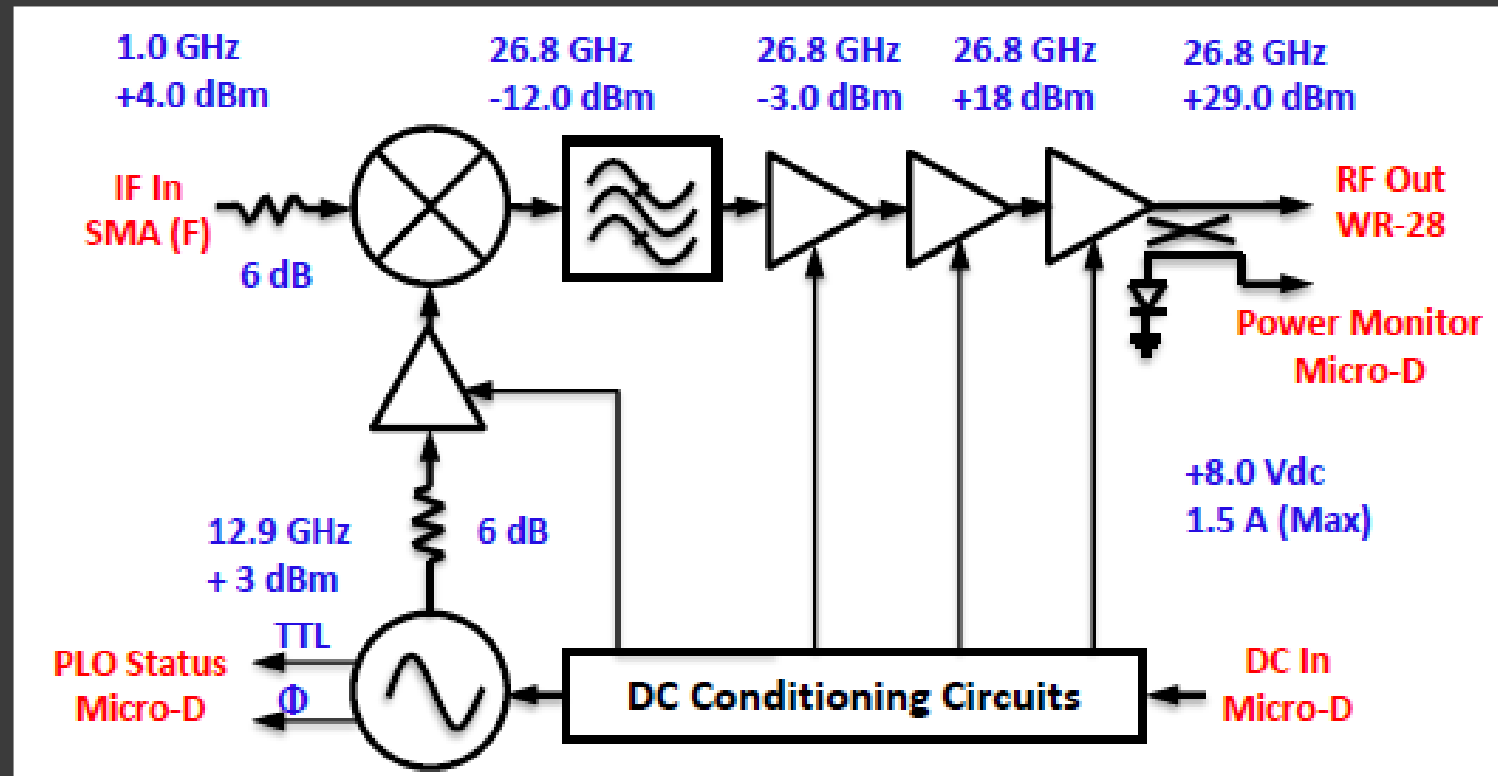 1.0 GHz
+4.0 dBm
26.8 GHz
-12.0 dBm
26.8 GHz
-3.0 dBm
26.8 GHz
+18 dBm
26.8 GHz
+29.0 dBm
IF In
SMA (F)
6 dB
RF Out
WR-28
Power Monitor
Micro-D
12.9 GHz
+ 3 dBm
6 dB
+8.0 Vdc
1.5 A (Max)
TTL
Φ
PLO Status
Micro-D
DC Conditioning Circuits
DC In
Micro-D